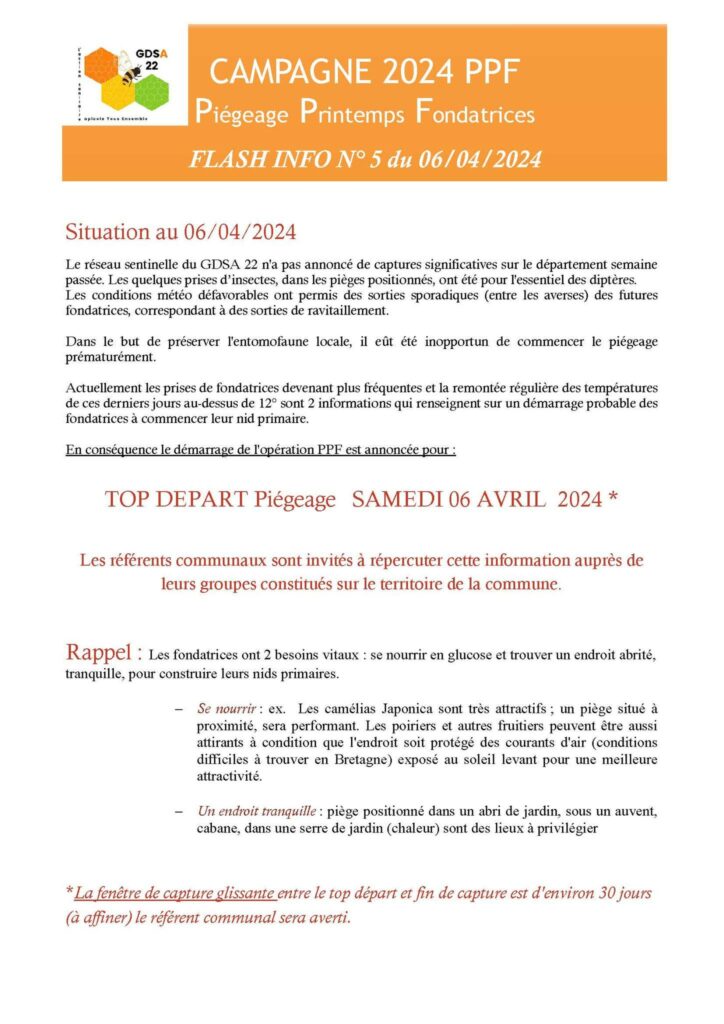 GDSA
22
apicole Tous Ensemble
CAMPAGNE 2024 PPF
Piégeage Printemps Fondatrices
FLASH INFO N° 5 du 06/04/2024
Situation au 06/04/2024
Le réseau sentinelle du GDSA 22 n'a pas annoncé de captures significatives sur le département semaine
passée. Les quelques prises d'insectes, dans les pièges positionnés, ont été pour l'essentiel des diptères.
Les conditions météo défavorables ont permis des sorties sporadiques (entre les averses) des futures
fondatrices, correspondant à des sorties de ravitaillement.
Dans le but de préserver l'entomofaune locale, il eût été inopportun de commencer le piégeage
prématurément.
Actuellement les prises de fondatrices devenant plus fréquentes et la remontée régulière des températures
de ces derniers jours au-dessus de 12° sont 2 informations qui renseignent sur un démarrage probable des
fondatrices à commencer leur nid primaire.
En conséquence le démarrage de l'opération PPF est annoncée pour :
TOP DEPART Piégeage SAMEDI 06 AVRIL 2024 *
Les référents communaux sont invités à répercuter cette information auprès de
leurs groupes constitués sur le territoire de la commune.
Rappel : Les fondatrices ont 2 besoins vitaux : se nourrir en glucose et trouver un endroit abrité,
tranquille, pour construire leurs nids primaires.
– Se nourrir : ex. Les camélias Japonica sont très attractifs ; un piège situé à
proximité, sera performant. Les poiriers et autres fruitiers peuvent être aussi
attirants à condition que l'endroit soit protégé des courants d'air (conditions
difficiles à trouver en Bretagne) exposé au soleil levant pour une meilleure
attractivité.
– Un endroit tranquille : piège positionné dans un abri de jardin, sous un auvent,
cabane, dans une serre de jardin (chaleur) sont des lieux à privilégier
*La fenêtre de capture glissante entre le top départ et fin de capture est d'environ 30 jours
(à affiner) le référent communal sera averti.